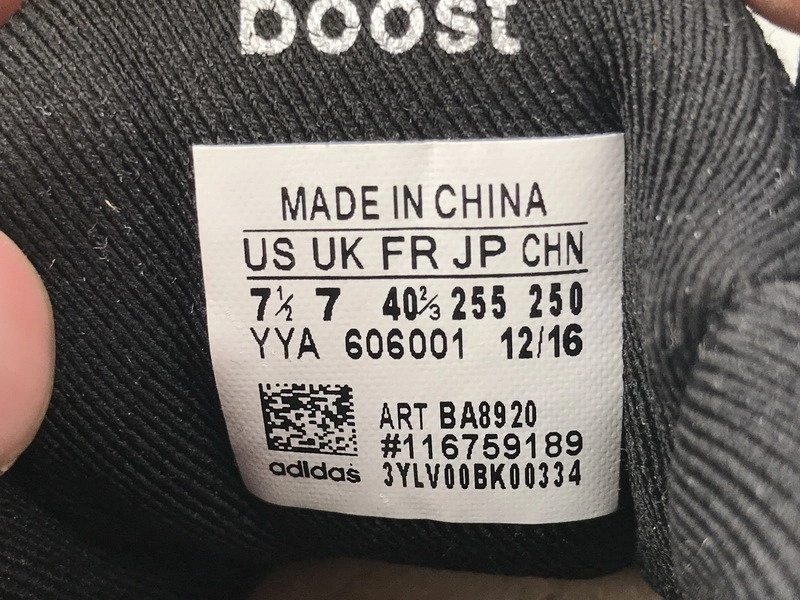 boost
MADE IN CHINA
US UK FR JP CHN
7½ 7 40⅔ 255 250
YYA 606001 12/16
ART BA8920
#116759189
adidas 3YLV00BK00334